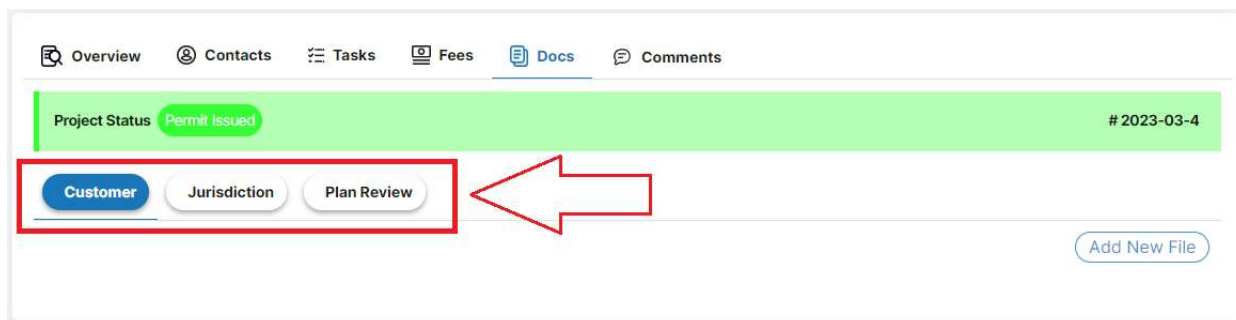 Overview Contacts Tasks Fees Docs Comments
Project Status Permit Issued # 2023-03-4
Customer Jurisdiction Plan Review
Add New File